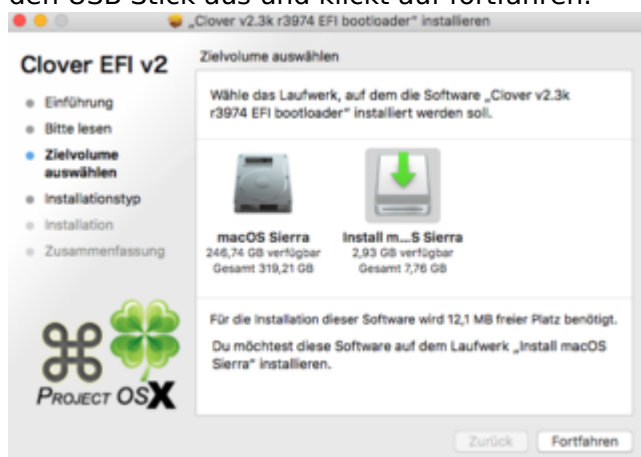 den USB Stick aus und klickt auf fortfahren.
„Clover v2.3k r3974 EFI bootloader“ installieren
Clover EFI v2
Einführung
Bitte lesen
Zielvolume
auswählen
Installationstyp
Installation
Zusammenfassung
PROJECT OSX
Zielvolume auswählen
Wähle das Laufwerk, auf dem die Software „Clover v2.3k
r3974 EFI bootloader“ installiert werden soll.
macOS Sierra
246,74 GB verfügbar
Gesamt 319,21 GB
Install m...S Sierra
2,93 GB verfügbar
Gesamt 7,76 GB
Für die Installation dieser Software wird 12,1 MB freier Platz benötigt.
Du möchtest diese Software auf dem Laufwerk „Install macOS
Sierra“ installieren.
Zurück
Fortfahren